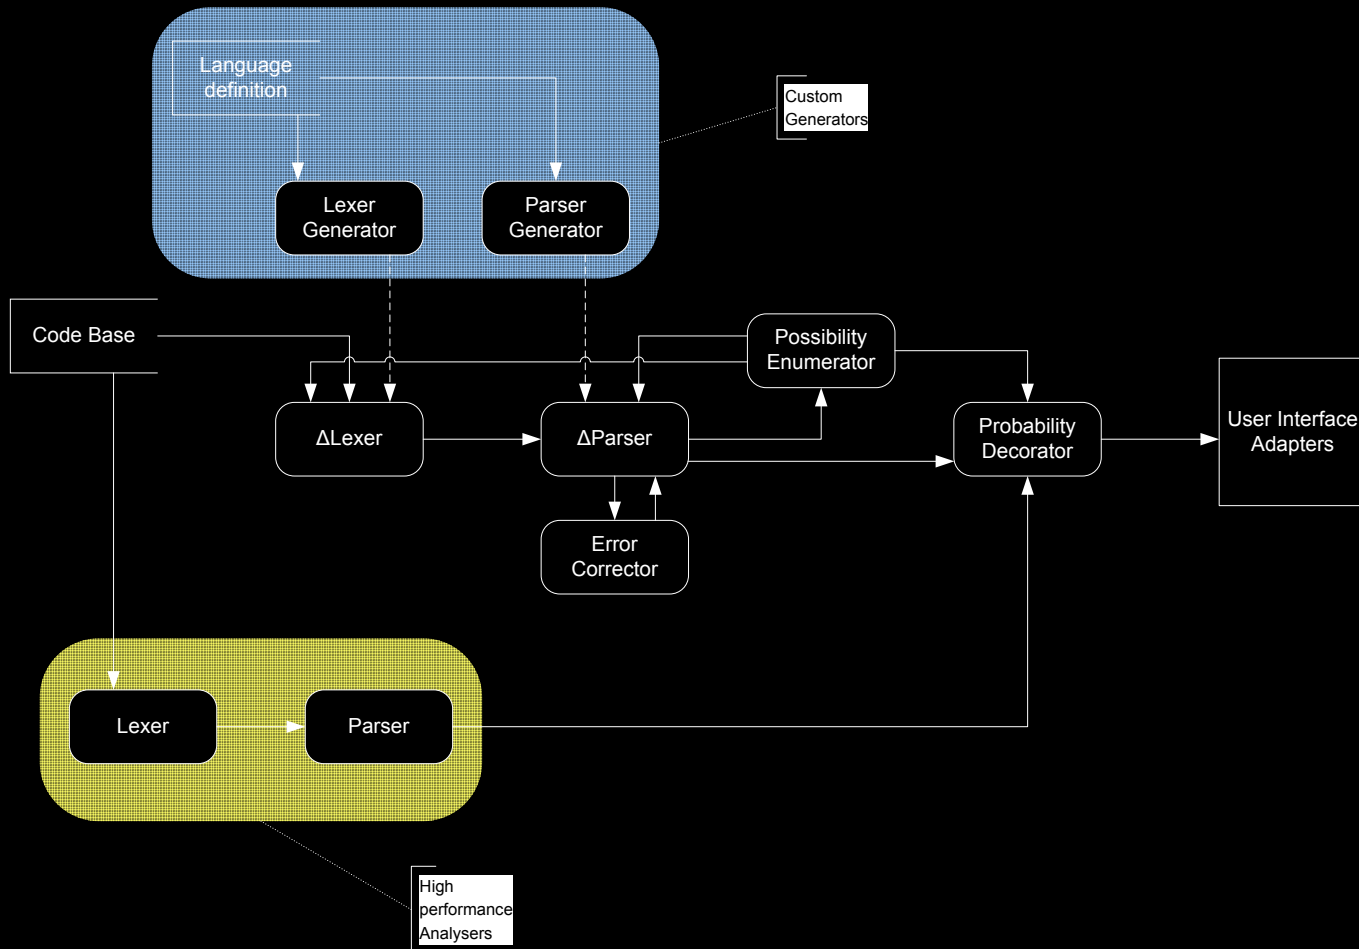 Language
definition
Custom
Generators
Lexer
Generator
Parser
Generator
Code Base
Possibility
Enumerator
ΔLexer
ΔParser
Probability
Decorator
User Interface
Adapters
Error
Corrector
Lexer
Parser
High
performance
Analysers